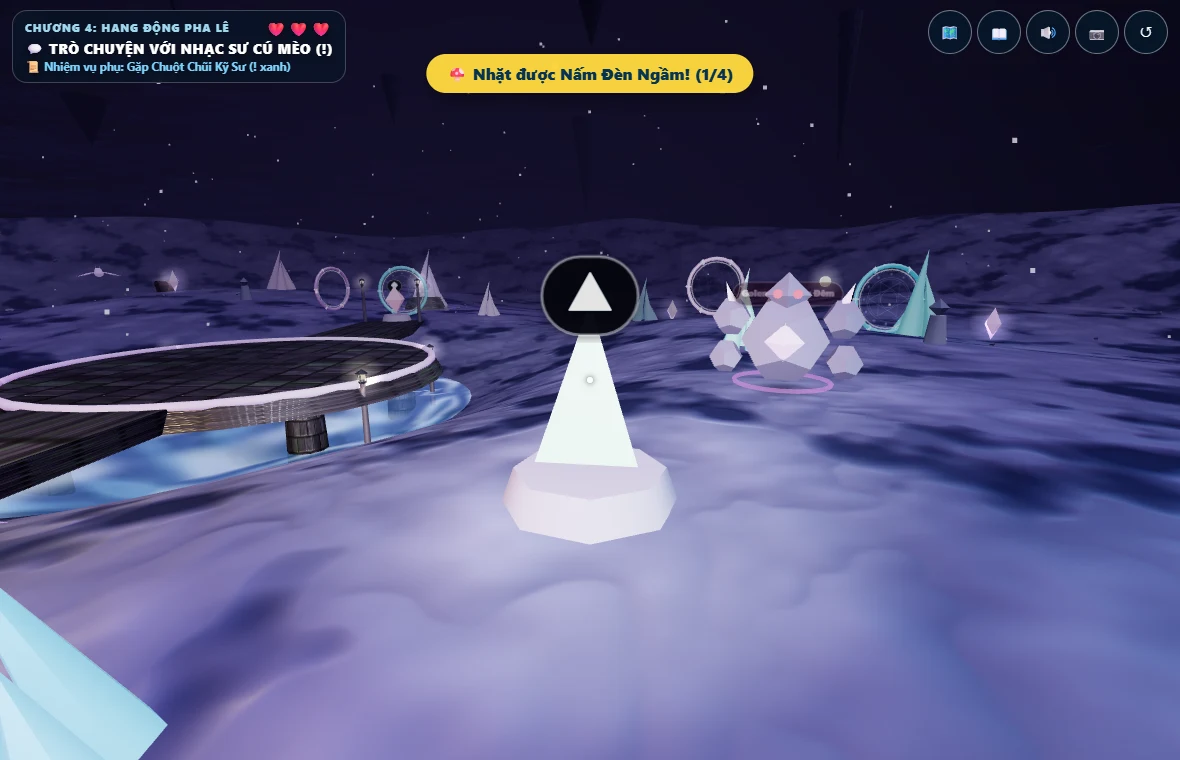 CHƯƠNG 4: HANG ĐỘNG PHA LÊ
TRÒ CHUYỆN VỚI NHẠC SƯ CÚ MÈO (!)
Nhiệm vụ phụ: Gặp Chuột Chũi Kỹ Sư (! xanh)
Nhặt được Nấm Đèn Ngầm! (1/4)
Đêm